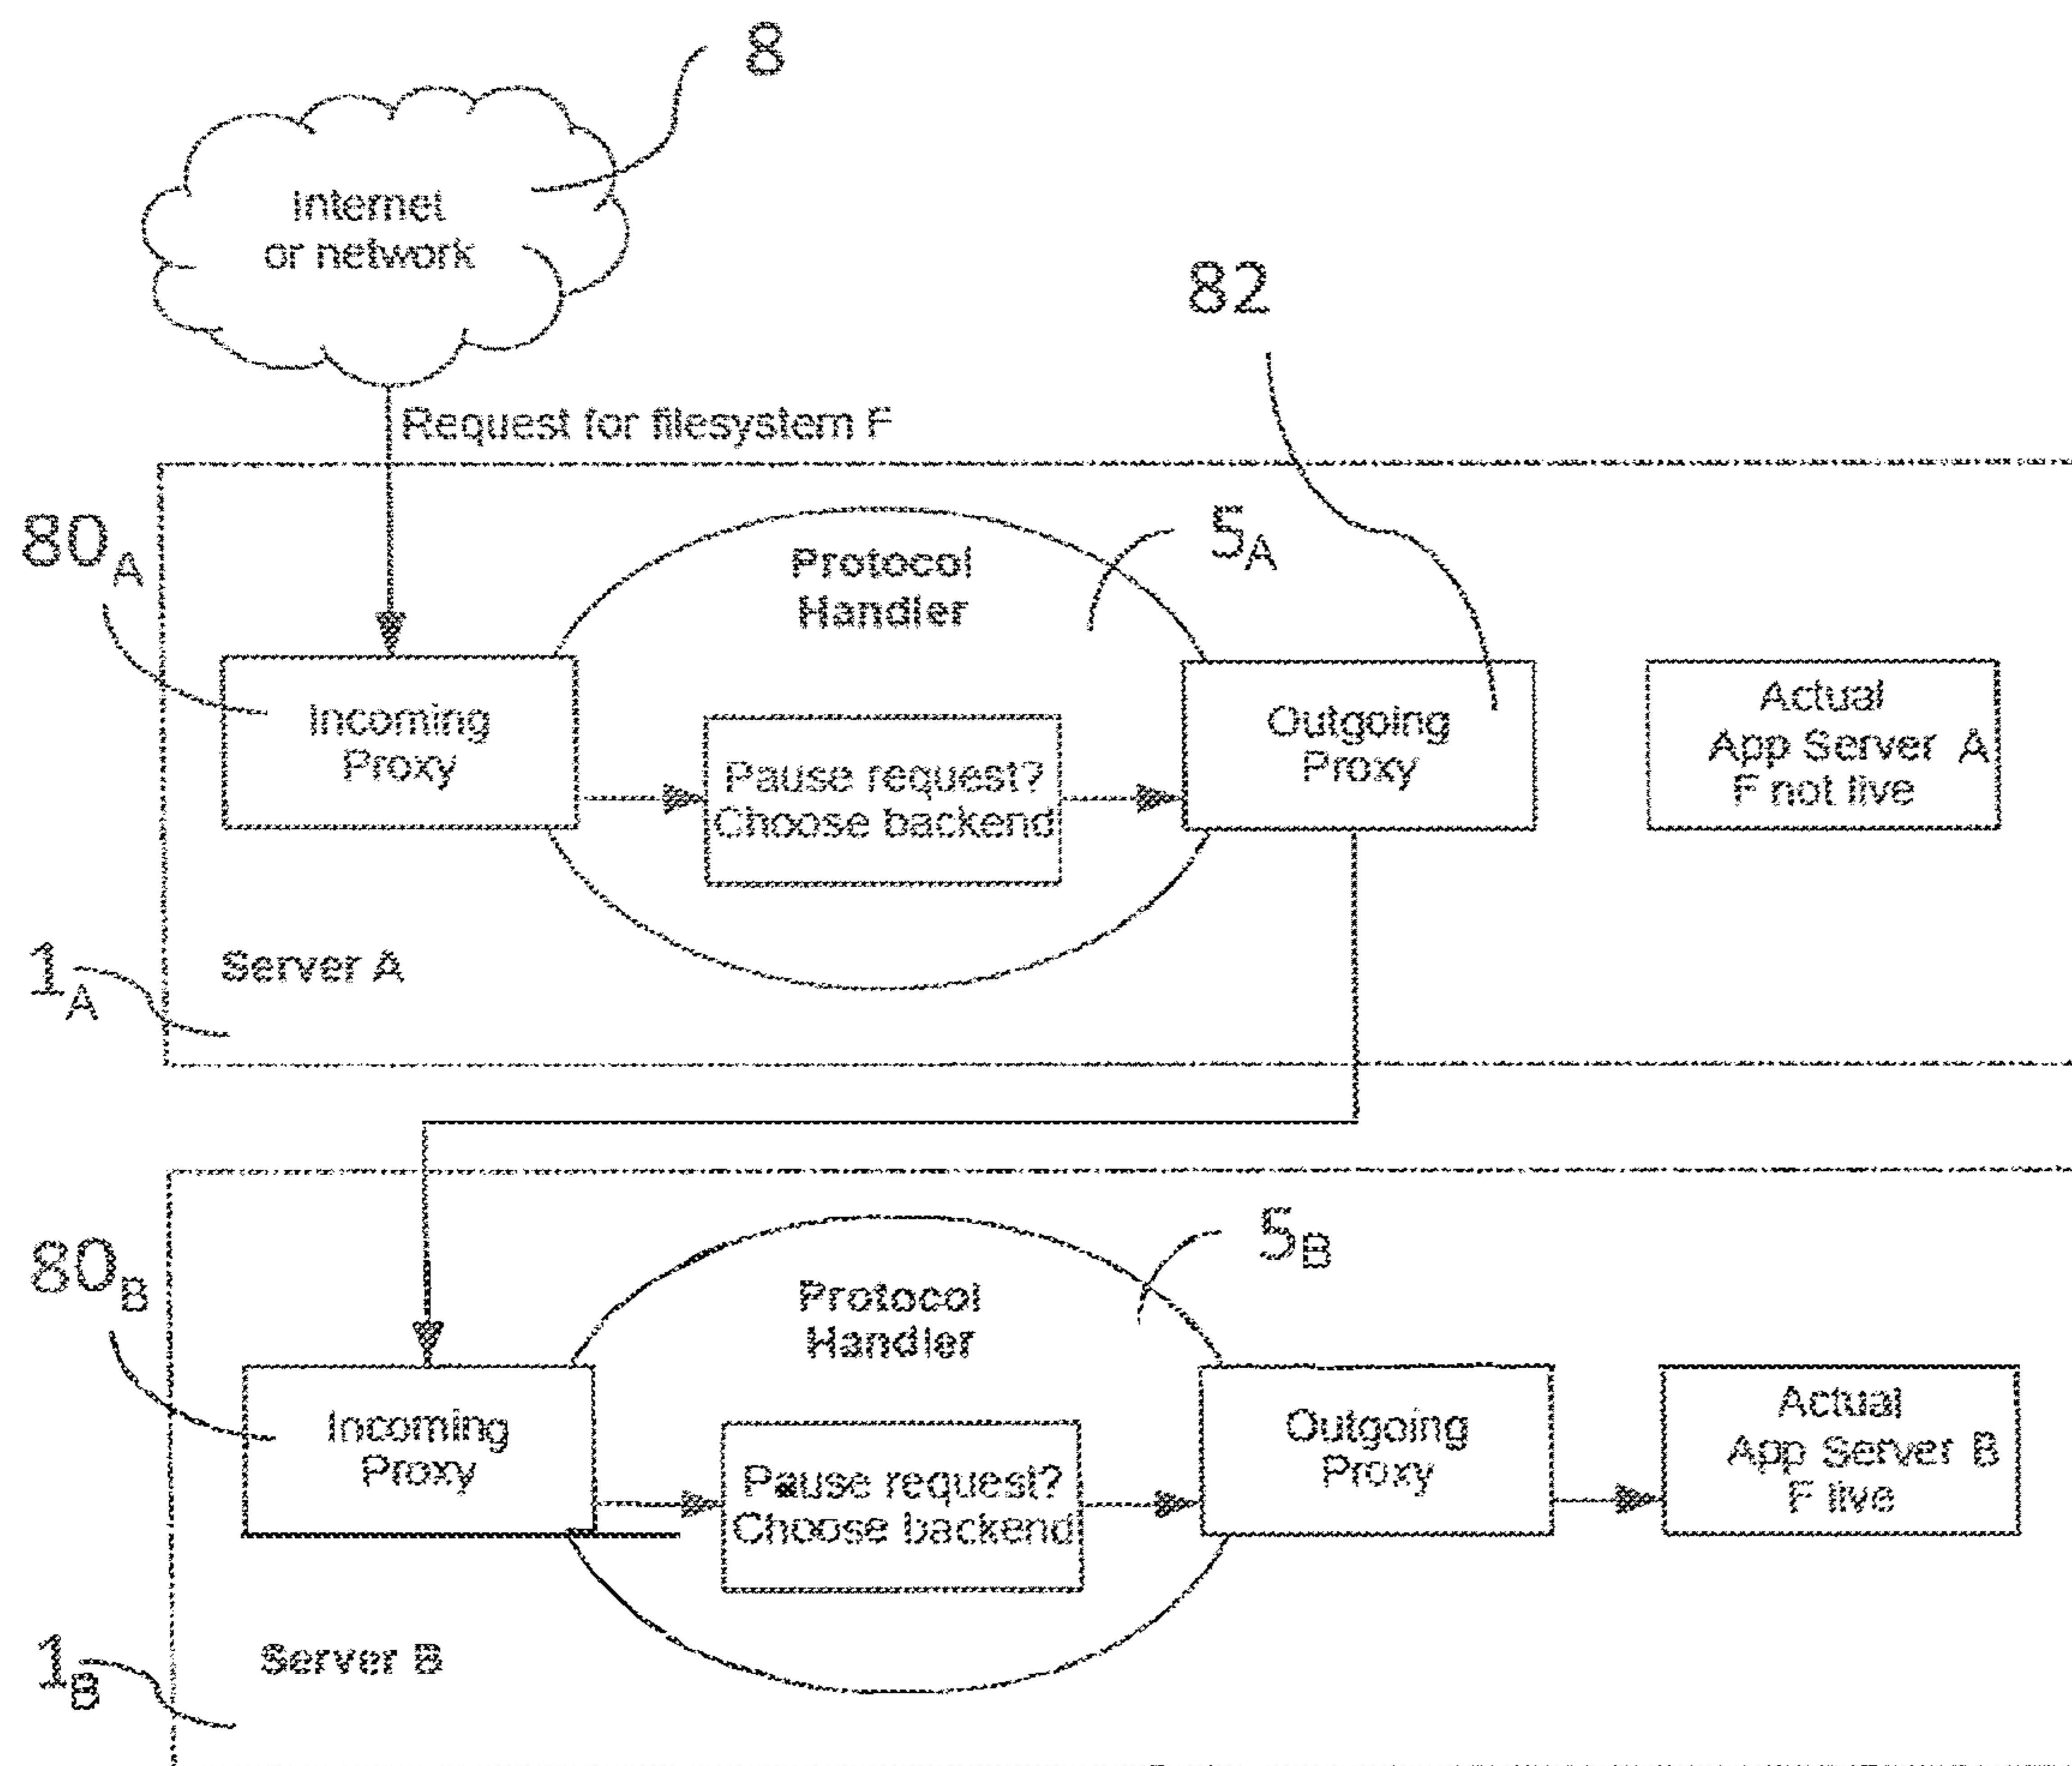 8
Internet
or network
82
Request for filesystem F
80A
5A
Protocol
Handler
Incoming
Proxy
Pause request?
Choose backend
Outgoing
Proxy
Actual
App Server A
F not live
Server A
1A
80B
5B
Protocol
Handler
Incoming
Proxy
Pause request?
Choose backend
Outgoing
Proxy
Actual
App Server B
F live
Server B
1B